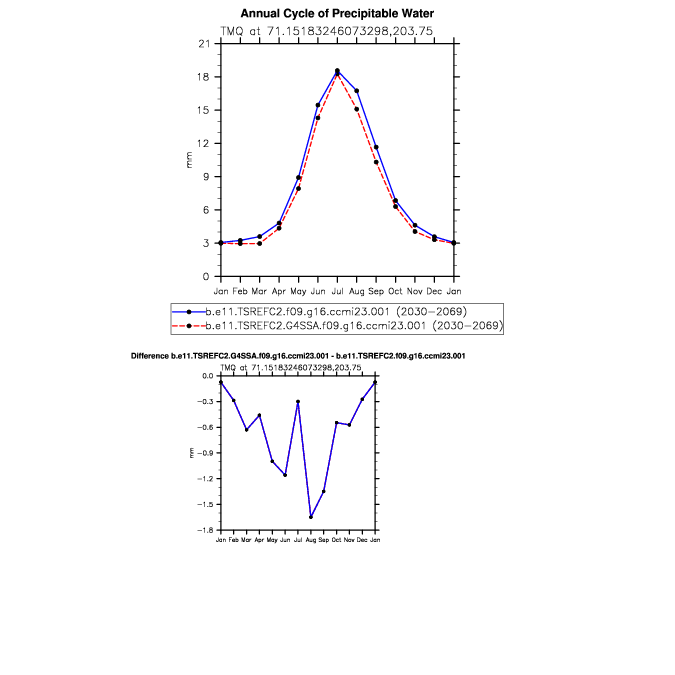 Annual Cycle of Precipitable Water
TMQ at 71.15183246073298,203.75
21
18
15
12
9
6
3
0
mm
Jan Feb Mar Apr May Jun Jul Aug Sep Oct Nov Dec Jan
b.e11.TSREFC2.f09.g16.ccmi23.001 (2030-2069)
b.e11.TSREFC2.G4SSA.f09.g16.ccmi23.001 (2030-2069)
Difference b.e11.TSREFC2.G4SSA.f09.g16.ccmi23.001 - b.e11.TSREFC2.f09.g16.ccmi23.001
TMQ at 71.15183246073298,203.75
0.0
-0.3
-0.6
-0.9
-1.2
-1.5
-1.8
mm
Jan Feb Mar Apr May Jun Jul Aug Sep Oct Nov Dec Jan